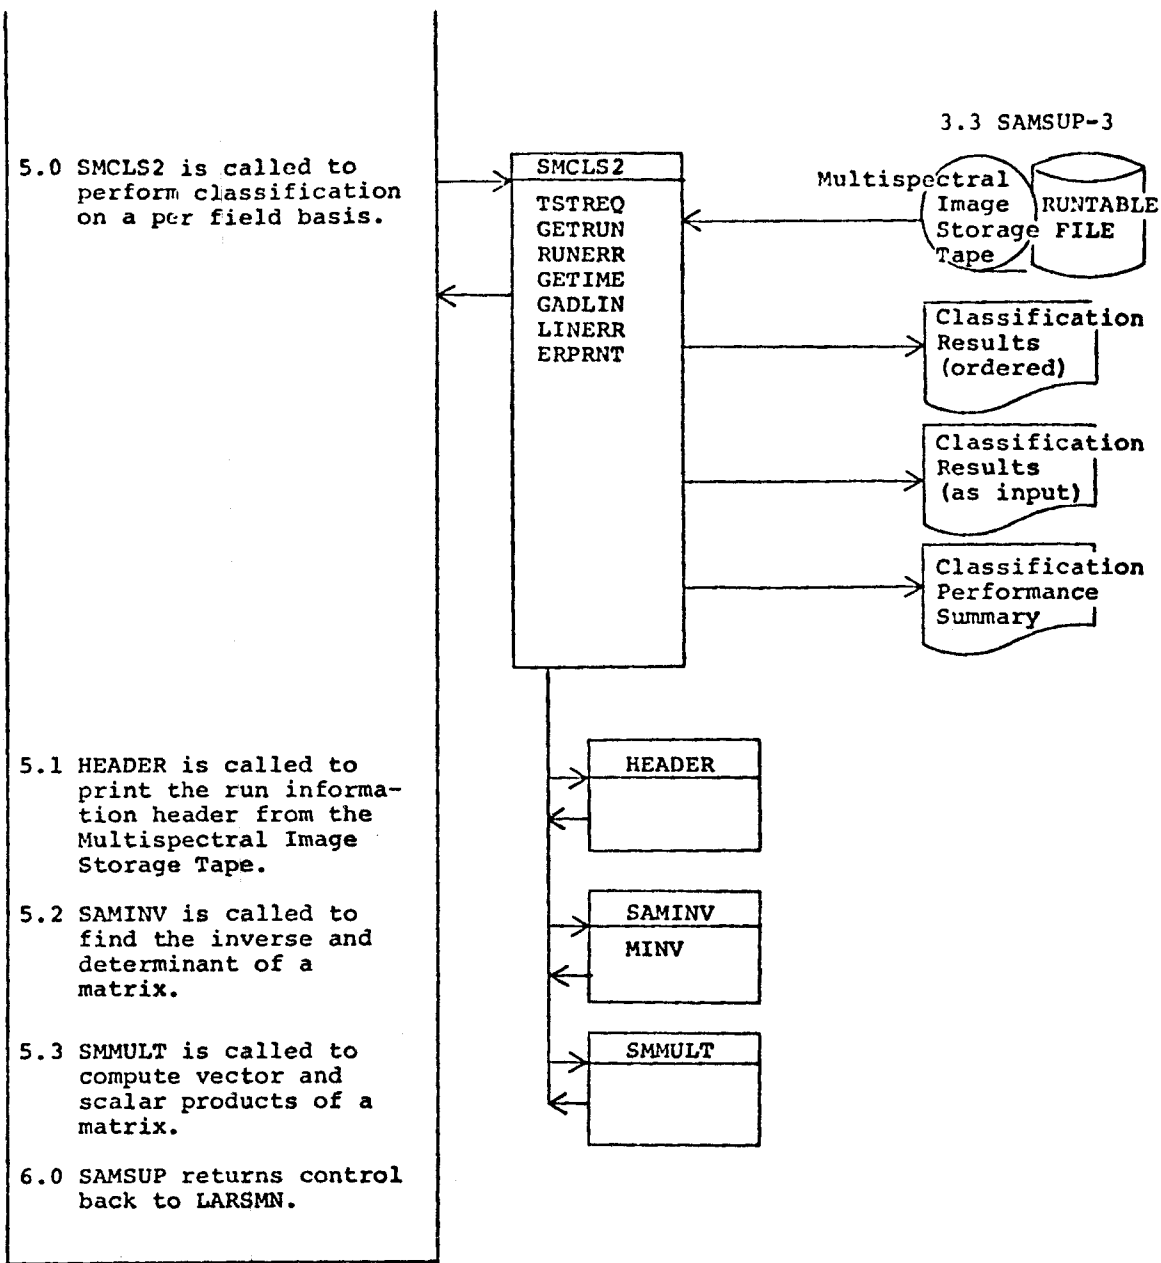 3.3 SAMSUP-3
5.0 SMCLS2 is called to
perform classification
on a per field basis.
SMCLS2
TSTREQ
GETRUN
RUNERR
GETIME
GADLIN
LINERR
ERPRNT
Multispectral
Image
Storage
Tape
RUNTABLE
FILE
Classification
Results
(ordered)
Classification
Results
(as input)
Classification
Performance
Summary
5.1 HEADER is called to
print the run informa-
tion header from the
Multispectral Image
Storage Tape.
HEADER
5.2 SAMINV is called to
find the inverse and
determinant of a
matrix.
SAMINV
MINV
5.3 SMMULT is called to
compute vector and
scalar products of a
matrix.
SMMULT
6.0 SAMSUP returns control
back to LARSMN.